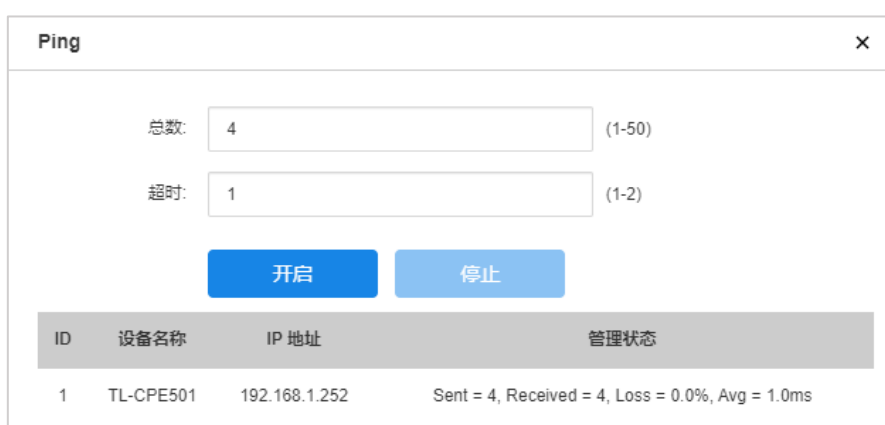 Ping ×
总数: 4 (1-50)
超时: 1 (1-2)
开启 停止
ID 设备名称 IP 地址 管理状态
1 TL-CPE501 192.168.1.252 Sent = 4, Received = 4, Loss = 0.0%, Avg = 1.0ms